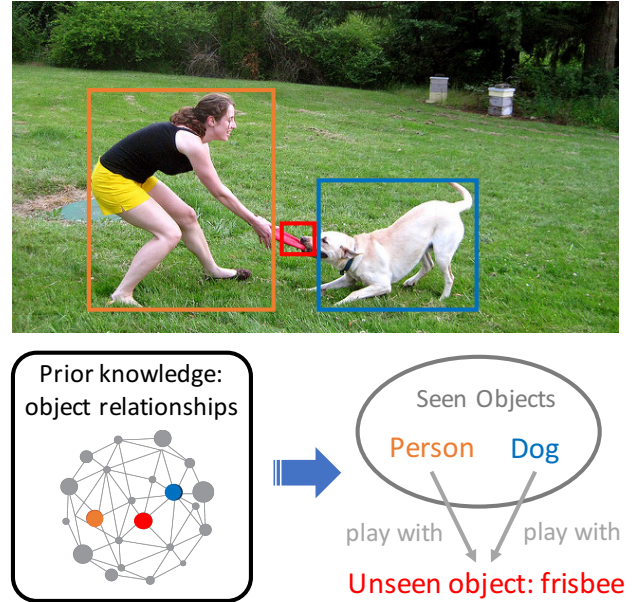 Prior knowledge:
object relationships
Seen Objects
Person Dog
play with play with
Unseen object: frisbee